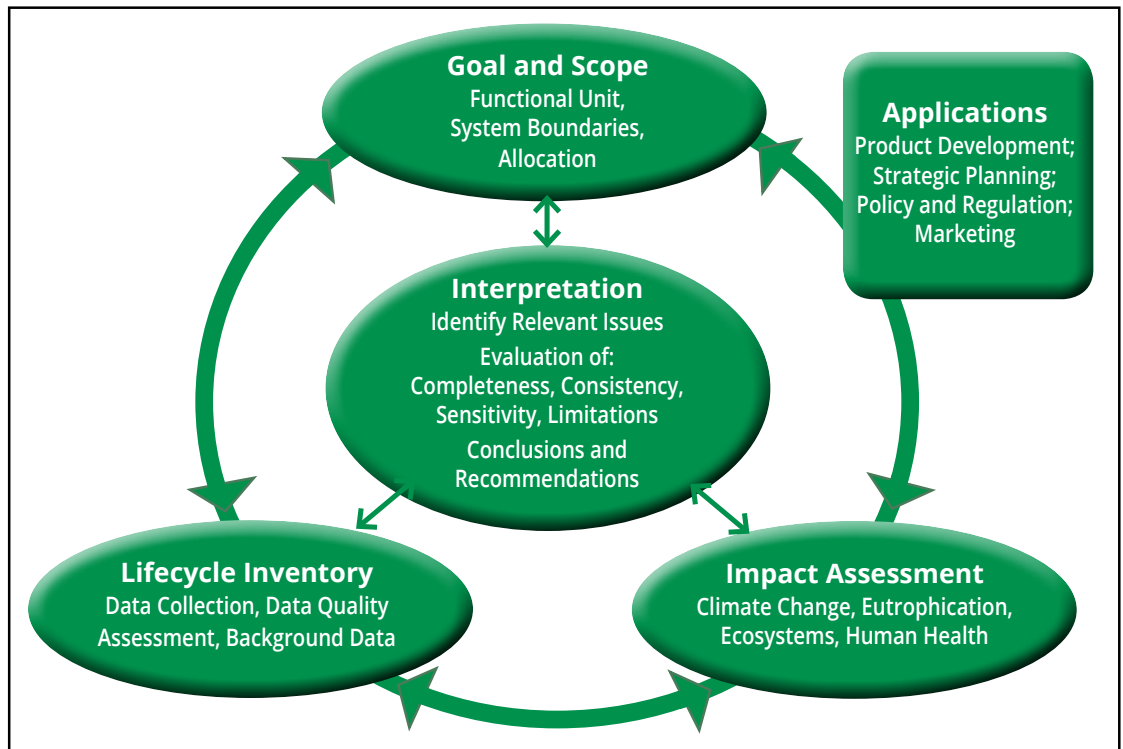 Goal and Scope
Functional Unit,
System Boundaries,
Allocation
Applications
Product Development;
Strategic Planning;
Policy and Regulation;
Marketing
Interpretation
Identify Relevant Issues
Evaluation of:
Completeness, Consistency,
Sensitivity, Limitations
Conclusions and
Recommendations
Lifecycle Inventory
Data Collection, Data Quality
Assessment, Background Data
Impact Assessment
Climate Change, Eutrophication,
Ecosystems, Human Health